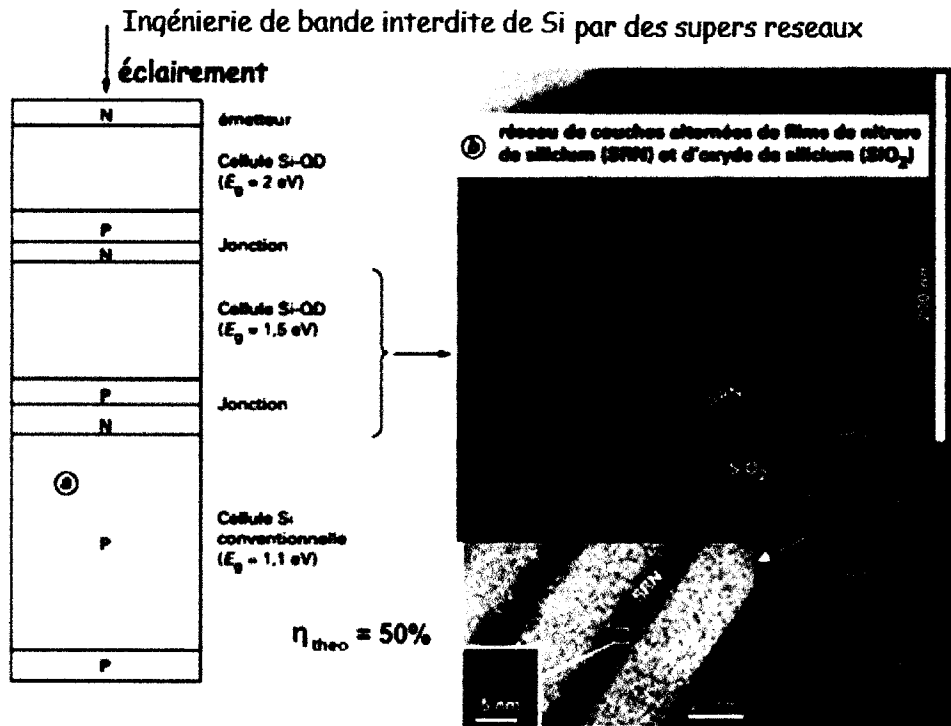 Ingénierie de bande interdite de Si par des supers reseaux
éclairement
N
émetteur
Cellule Si-QD
(Eg = 2 eV)
P
Jonction
N
Cellule Si-QD
(Eg = 1,5 eV)
P
Jonction
N
P
Cellule Si
conventionnelle
(Eg = 1,1 eV)
ηtheo = 50%
P
b réseau de couches alternées de films de nitrure
de silicium (SRN) et d'oxyde de silicium (SIO2)
SiO2
SRN
5 nm